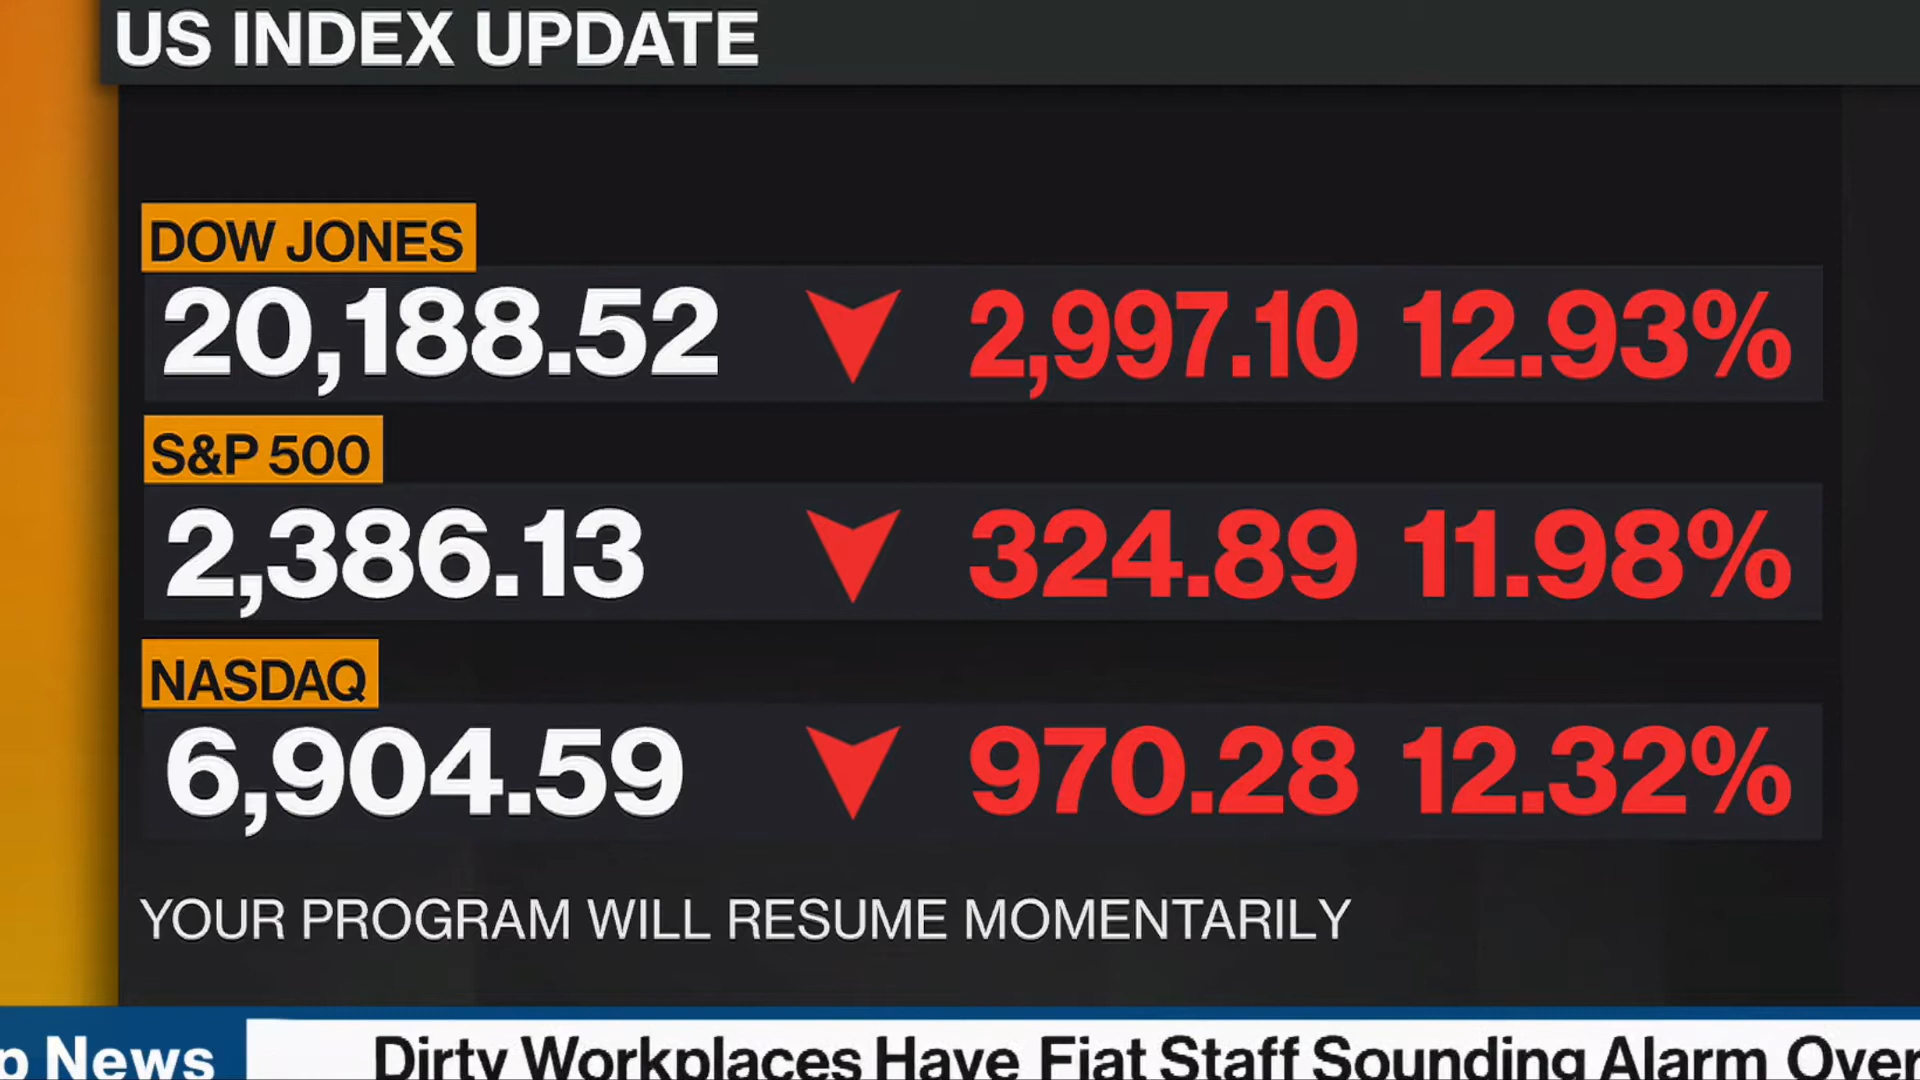 US INDEX UPDATE
DOW JONES
20,188.52 2,997.10 12.93%
S&P 500
2,386.13 324.89 11.98%
NASDAQ
6,904.59 970.28 12.32%
YOUR PROGRAM WILL RESUME MOMENTARILY
p News Dirty Workplaces Have Fiat Staff Sounding Alarm Over